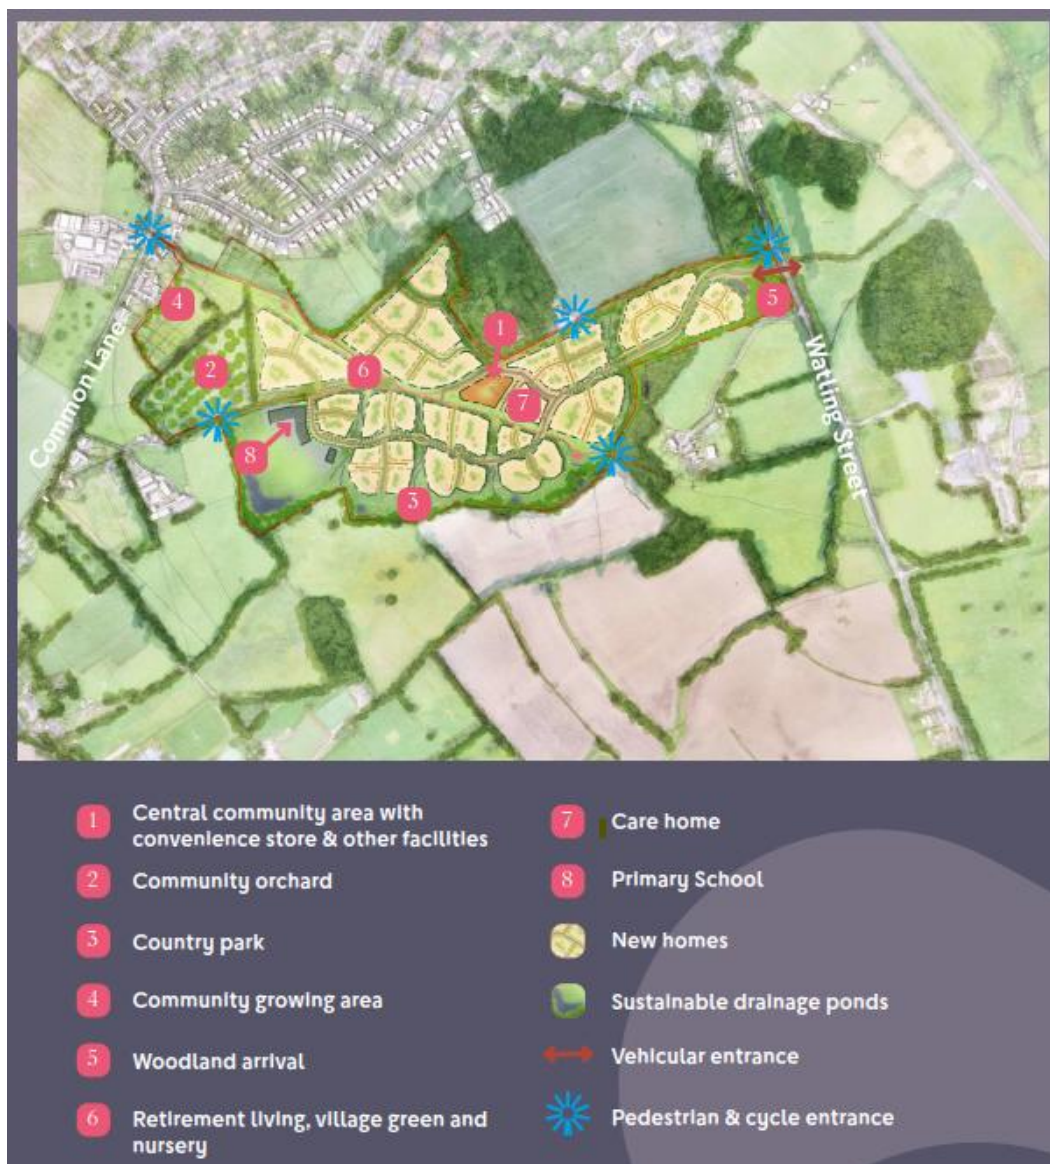 4
1
5
2
6
7
8
3
Common Lane
Watling Street
1
Central community area with
convenience store & other facilities
2
Community orchard
3
Country park
4
Community growing area
5
Woodland arrival
6
Retirement living, village green and
nursery
7
Care home
8
Primary School
New homes
Sustainable drainage ponds
Vehicular entrance
Pedestrian & cycle entrance